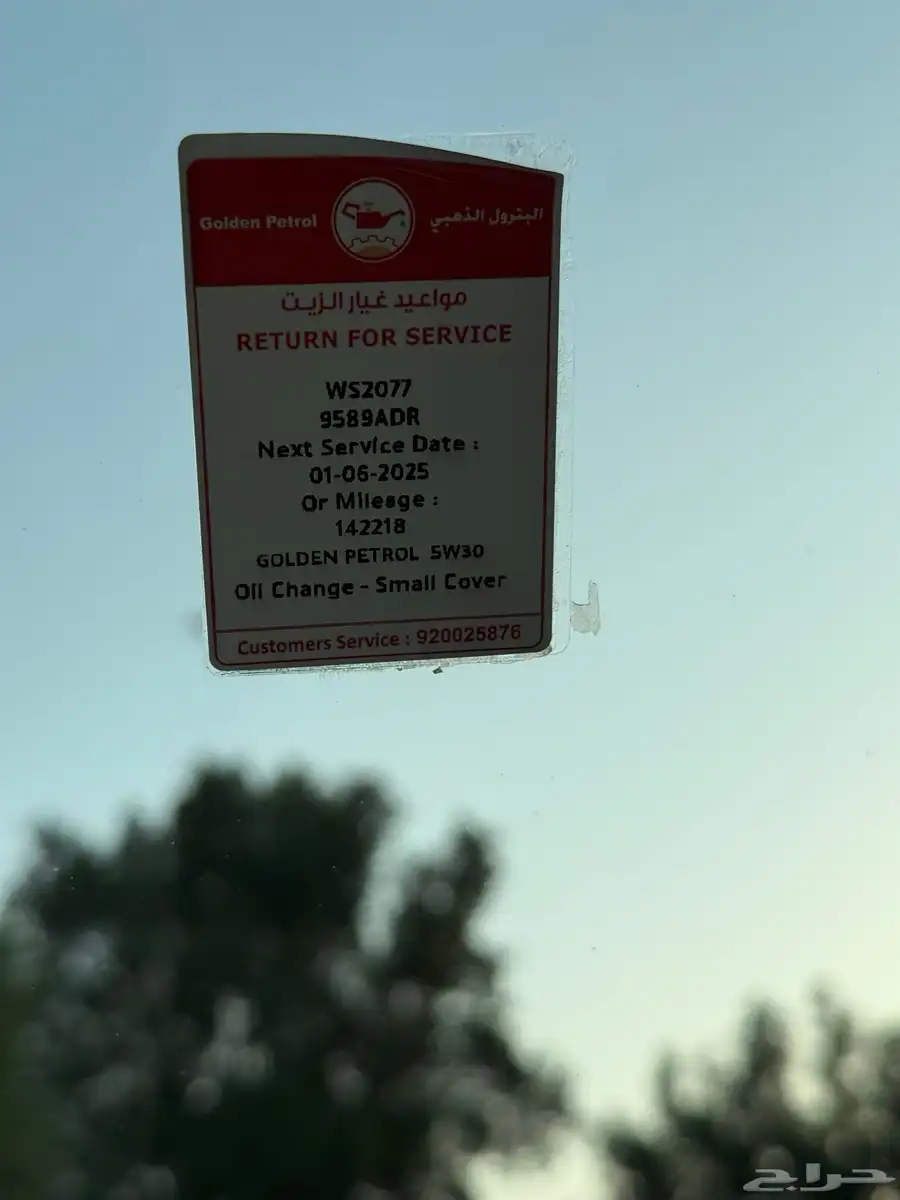 Golden Petrol
البترول الذهبي
مواعيد غيار الزيت
RETURN FOR SERVICE
WS2077
9589ADR
Next Service Date :
01-06-2025
Or Mileage :
142218
GOLDEN PETROL 5W30
Oil Change - Small Cover
Customers Service : 920025876
حراج